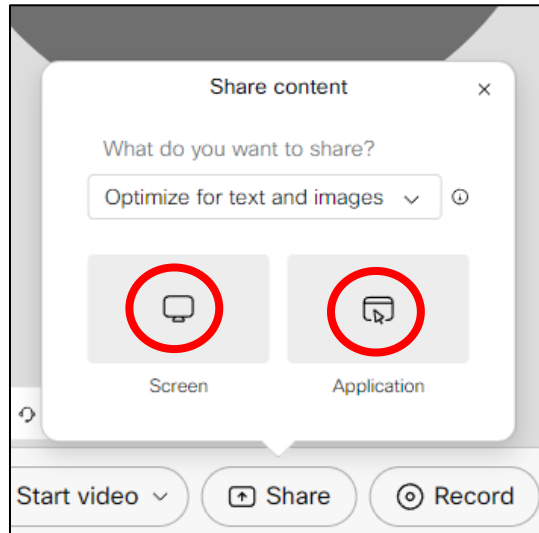 Share content
What do you want to share?
Optimize for text and images
Screen Application
Start video Share Record